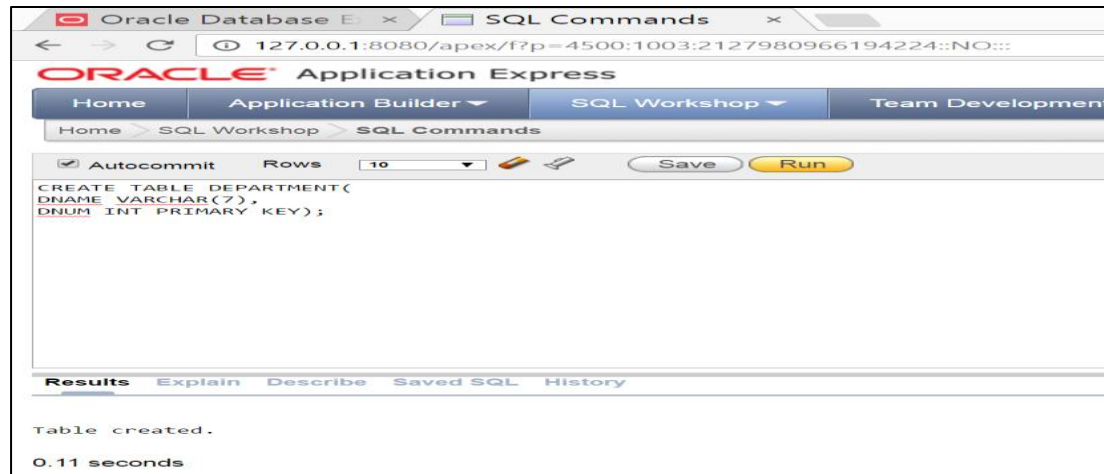 Oracle Database E
SQL Commands
127.0.0.1:8080/apex/f?p=4500:1003:2127980966194224::NO:::
ORACLE Application Express
Home Application Builder SQL Workshop Team Development
Home SQL Workshop SQL Commands
Autocommit Rows 10 Save Run
CREATE TABLE DEPARTMENT(
DNAME VARCHAR(7),
DNUM INT PRIMARY KEY);
Results Explain Describe Saved SQL History
Table created.
0.11 seconds